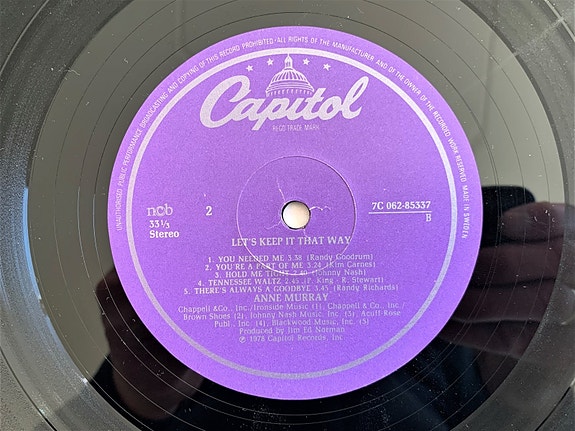 UNAUTHORISED PUBLIC PERFORMANCE BROADCASTING AND COPYING OF THIS RECORD PROHIBITED · ALL RIGHTS OF THE MANUFACTURER AND OF THE OWNER OF THE RECORDED WORK RESERVED MADE IN SWEDEN
Capitol
REG'D TRADE MARK
ncb
2
7C 062-85337
33 1/3
B
Stereo
LET'S KEEP IT THAT WAY
1. YOU NEEDED ME 3.38 (Randy Goodrum)
2. YOU'RE A PART OF ME 3.24 (Kim Carnes)
3. HOLD ME TIGHT 2.40 (Johnny Nash)
4. TENNESSEE WALTZ 2.45 (P. King - R. Stewart)
5. THERE'S ALWAYS A GOODBYE 3.45 (Randy Richards)
ANNE MURRAY
Chappell &Co., Inc./Ironside Music (1), Chappell & Co., Inc./
Brown Shoes (2), Johnny Nash Music, Inc. (3), Acuff Rose
Publ., Inc. (4), Blackwood Music, Inc. (5)
Produced by Jim Ed Norman
℗ 1978 Capitol Records, Inc